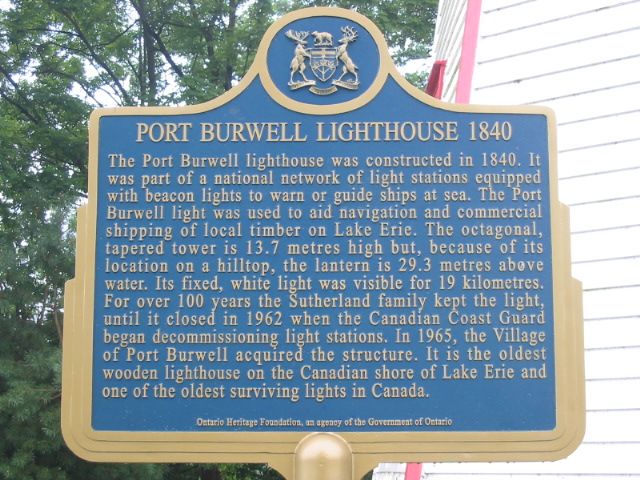 PORT BURWELL LIGHTHOUSE 1840
The Port Burwell lighthouse was constructed in 1840. It
was part of a national network of light stations equipped
with beacon lights to warn or guide ships at sea. The Port
Burwell light was used to aid navigation and commercial
shipping of local timber on Lake Erie. The octagonal,
tapered tower is 13.7 metres high but, because of its
location on a hilltop, the lantern is 29.3 metres above
water. Its fixed, white light was visible for 19 kilometres.
For over 100 years the Sutherland family kept the light,
until it closed in 1962 when the Canadian Coast Guard
began decommissioning light stations. In 1965, the Village
of Port Burwell acquired the structure. It is the oldest
wooden lighthouse on the Canadian shore of Lake Erie and
one of the oldest surviving lights in Canada.
Ontario Heritage Foundation, an agency of the Government of Ontario